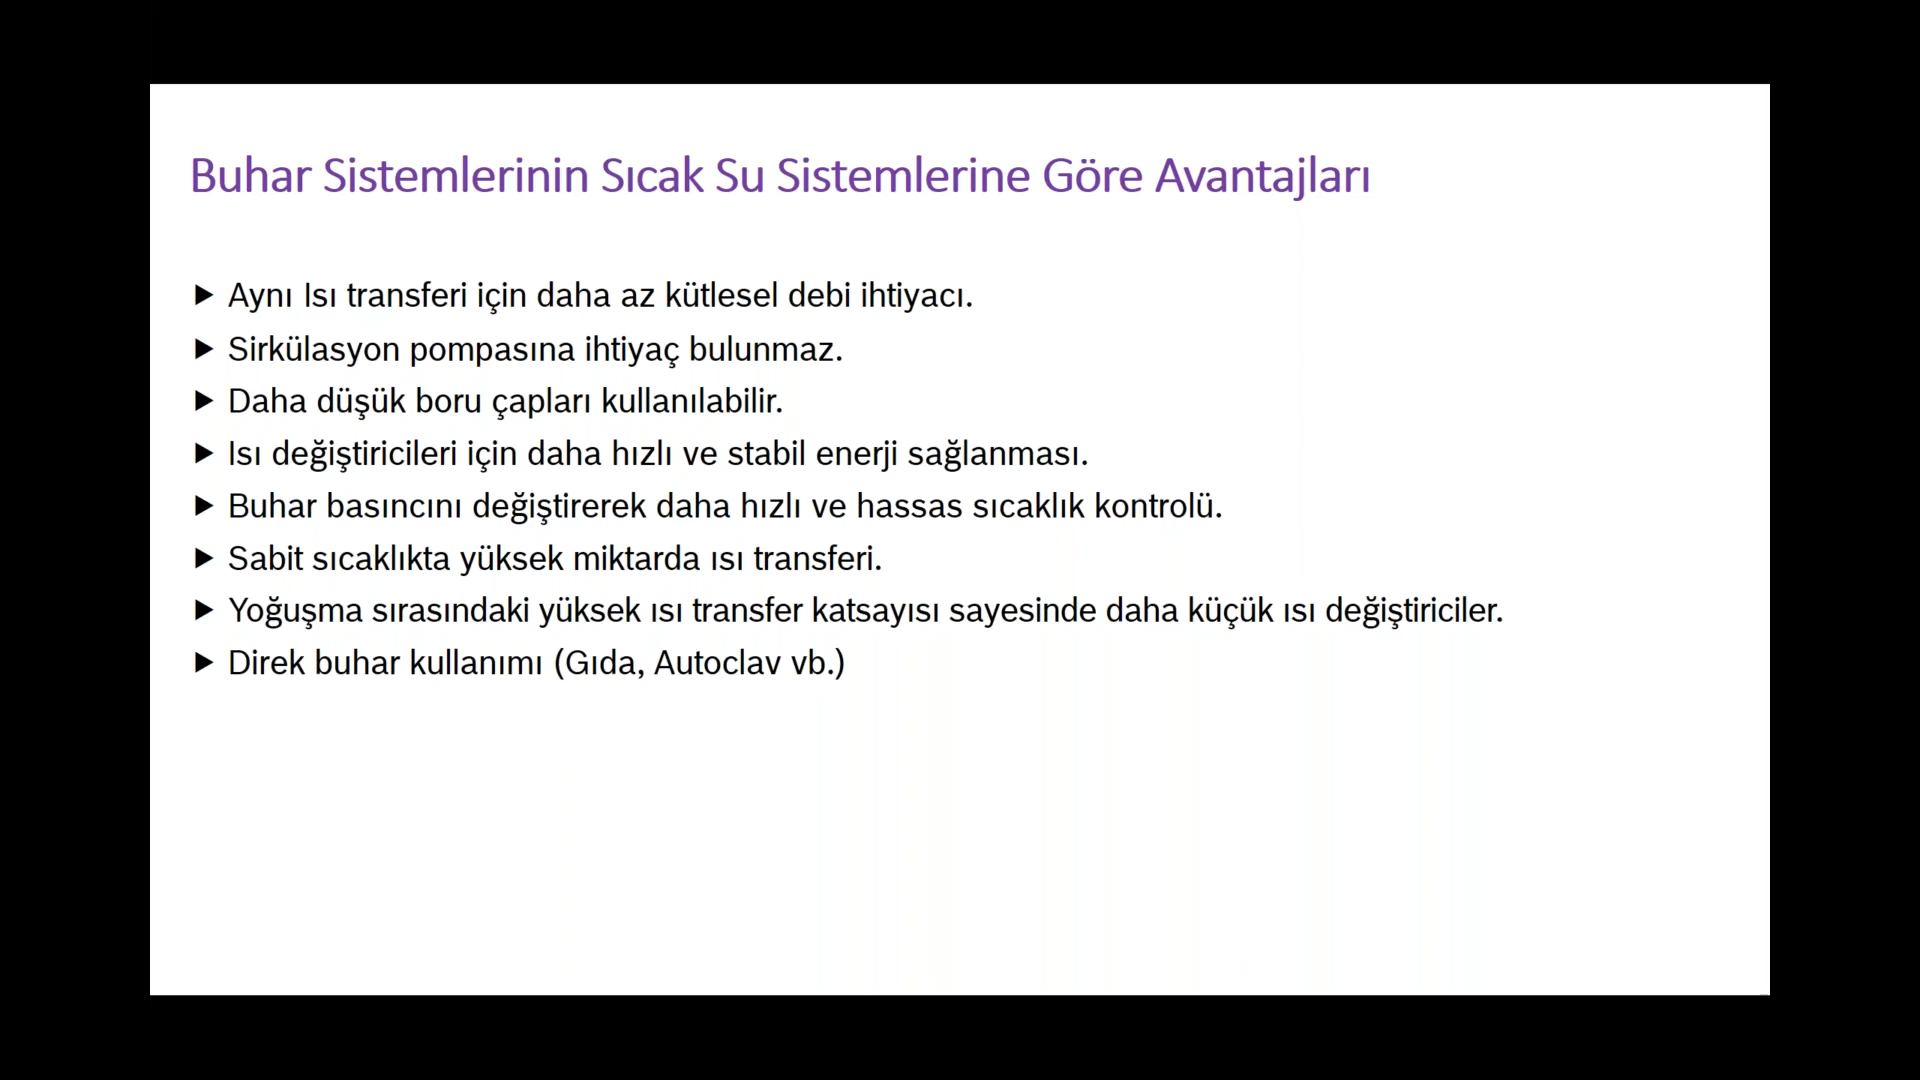 Buhar Sistemlerinin Sıcak Su Sistemlerine Göre Avantajları
▶ Aynı Isı transferi için daha az kütlesel debi ihtiyacı.
▶ Sirkülasyon pompasına ihtiyaç bulunmaz.
▶ Daha düşük boru çapları kullanılabilir.
▶ Isı değiştiricileri için daha hızlı ve stabil enerji sağlanması.
▶ Buhar basıncını değiştirerek daha hızlı ve hassas sıcaklık kontrolü.
▶ Sabit sıcaklıkta yüksek miktarda ısı transferi.
▶ Yoğuşma sırasındaki yüksek ısı transfer katsayısı sayesinde daha küçük ısı değiştiriciler.
▶ Direk buhar kullanımı (Gıda, Autoclav vb.)